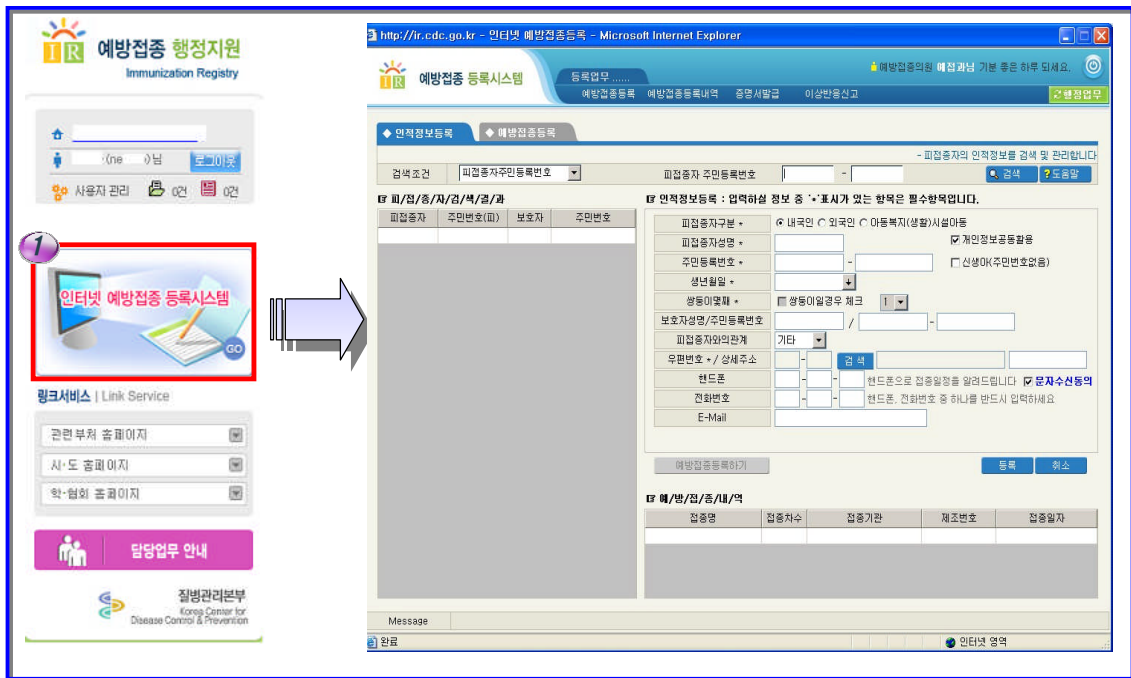 IR 예방접종 행정지원
Immunization Registry
(ne )님 로그아웃
사용자 관리 0건 0건
1
인터넷 예방접종 등록시스템
GO
링크서비스 | Link Service
관련부처 홈페이지
시·도 홈페이지
학·협회 홈페이지
담당업무 안내
질병관리본부
Korea Center for
Disease Control & Prevention
http://ir.cdc.go.kr - 인터넷 예방접종등록 - Microsoft Internet Explorer
IR 예방접종 등록시스템
등록업무 ......
예방접종의원 예접과님 기분 좋은 하루 되세요.
예방접종등록 예방접종등록내역 증명서발급 이상반응신고
행정업무
◆ 인적정보등록 ◆ 예방접종등록
- 피접종자의 인적정보를 검색 및 관리합니다
검색조건 피접종자주민등록번호 피접종자 주민등록번호 - 검색 ?도움말
☞ 피/접/종/자/검/색/결/과
피접종자 주민번호(피) 보호자 주민번호
☞ 인적정보등록 : 입력하실 정보 중 '*'표시가 있는 항목은 필수항목입니다.
피접종자구분 * 내국인 외국인 아동복지(생활)시설아동
피접종자성명 * 개인정보공동활용
주민등록번호 * - 신생아(주민번호없음)
생년월일 *
쌍둥이몇째 * 쌍둥이일경우 체크 1
보호자성명/주민등록번호 / -
피접종자와의관계 기타
우편번호 * / 상세주소 - 검색
핸드폰 - - 핸드폰으로 접종일정을 알려드립니다 문자수신동의
전화번호 - - 핸드폰, 전화번호 중 하나를 반드시 입력하세요
E-Mail
예방접종등록하기 등록 취소
☞ 예/방/접/종/내/역
접종명 접종차수 접종기관 제조번호 접종일자
Message
완료 인터넷 영역